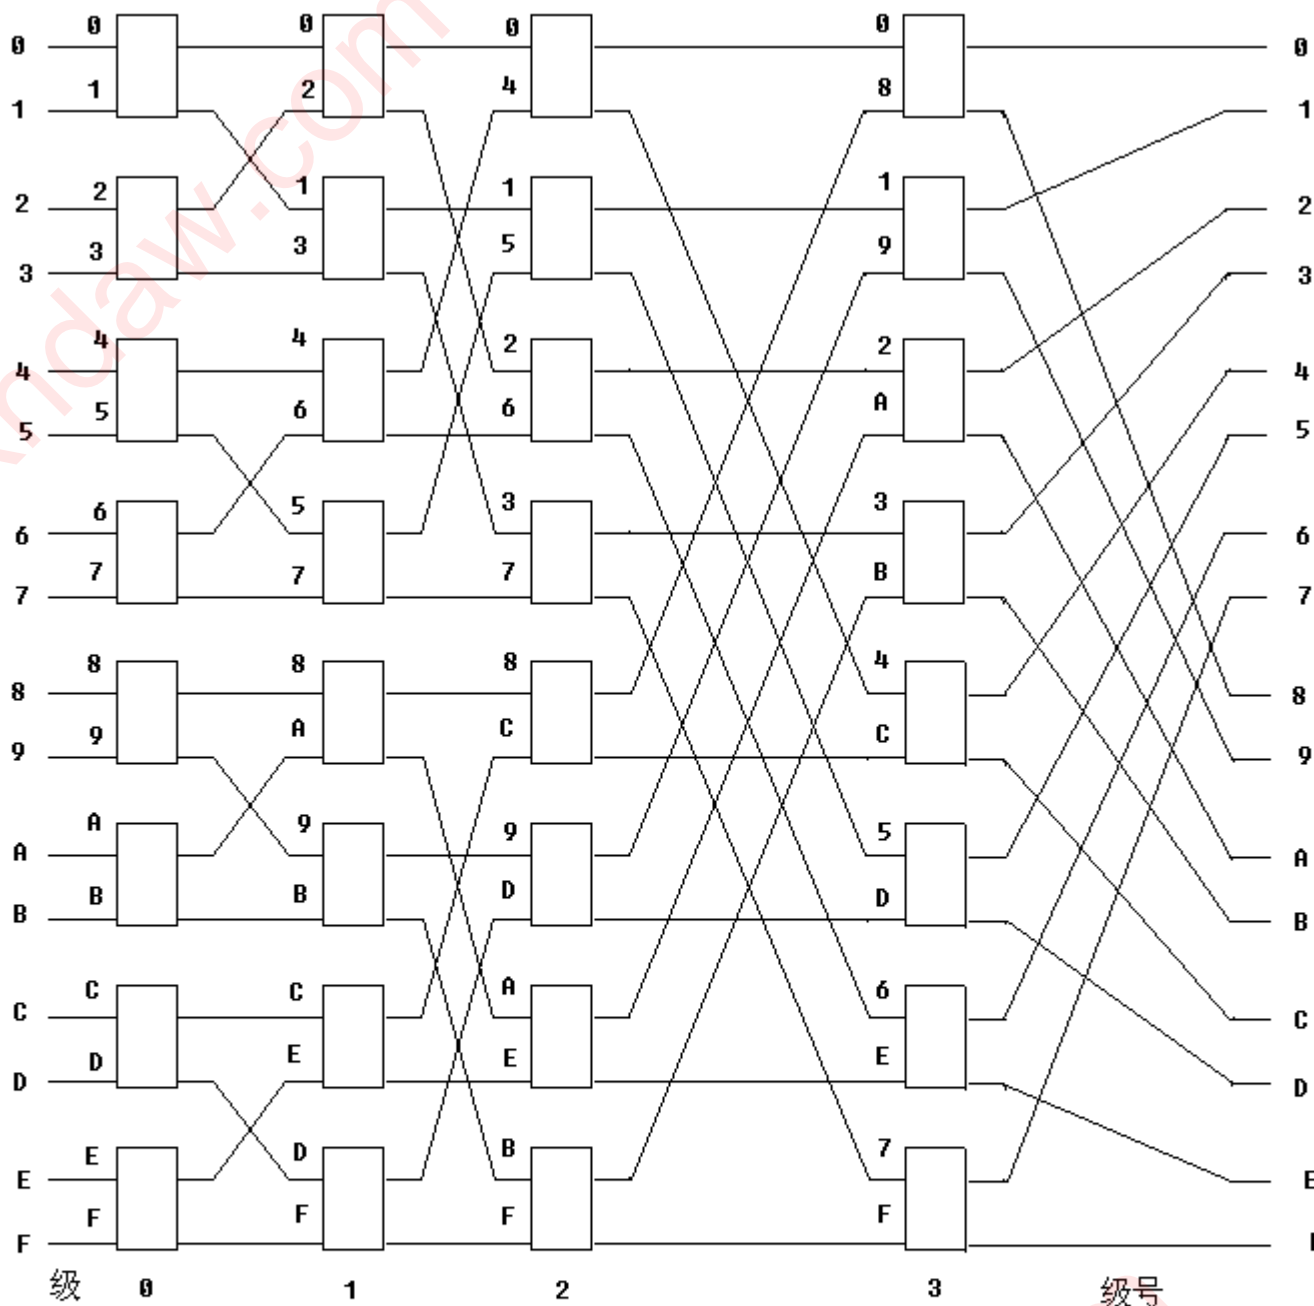 0 0 0 0 0 0
1 1 2 4 8 1
2 2 1 1 1 2
3 3 3 5 9 3
4 4 4 2 2 4
5 5 6 6 A 5
6 6 5 3 3 6
7 7 7 7 B 7
8 8 8 8 4 8
9 9 A C C 9
A A 9 9 5 A
B B B D D B
C C C A 6 C
D D E E E D
E E D B 7 E
F F F F F
级 0 1 2 3 级号
ndaw.com